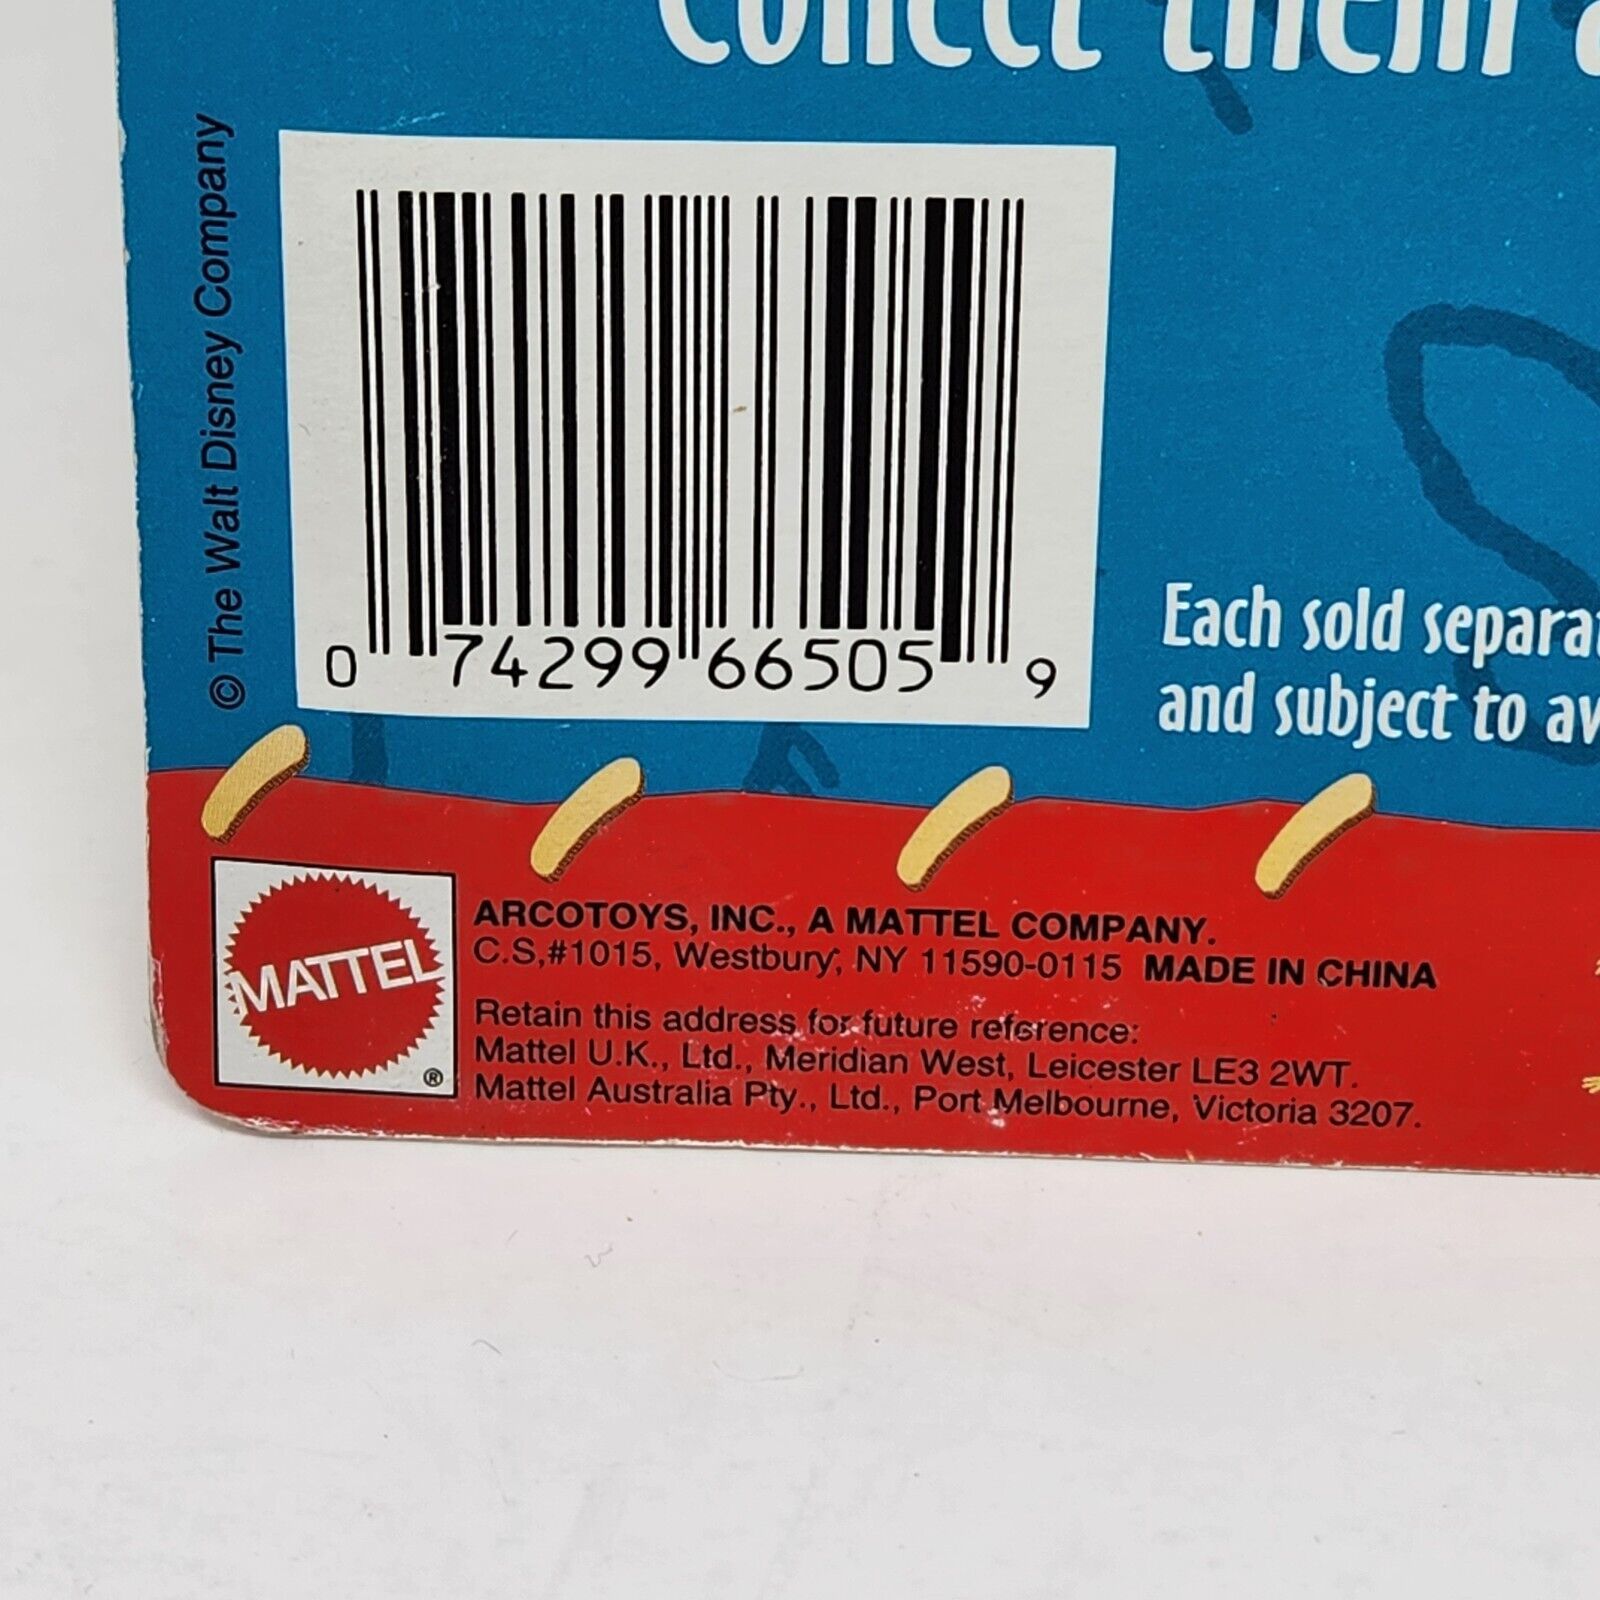 Collect them
© The Walt Disney Company
0 74299 66505 9
Each sold
and subject to
MATTEL
®
ARCOTOYS, INC., A MATTEL COMPANY.
C.S,#1015, Westbury, NY 11590-0115 MADE IN CHINA
Retain this address for future reference:
Mattel U.K., Ltd., Meridian West, Leicester LE3 2WT.
Mattel Australia Pty., Ltd., Port Melbourne, Victoria 3207.